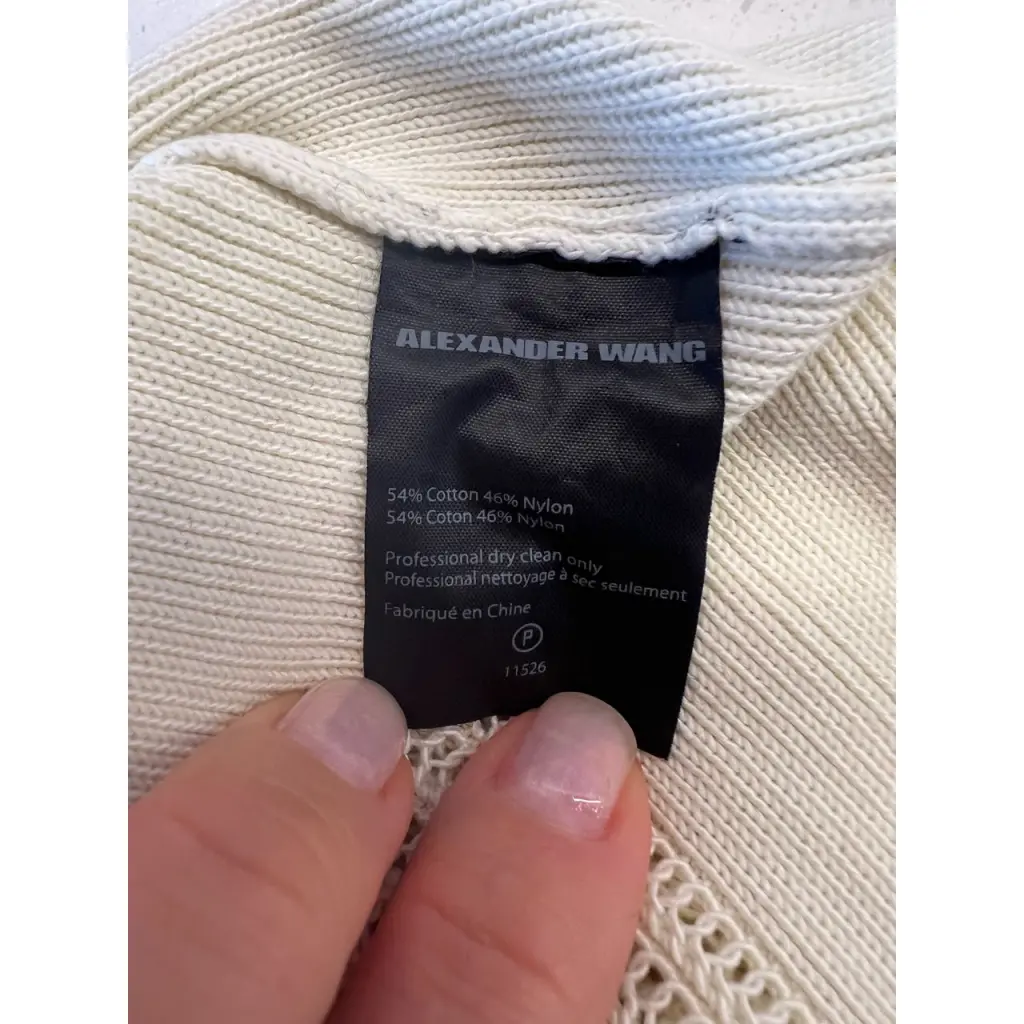 ALEXANDER WANG
54% Cotton 46% Nylon
54% Coton 46% Nylon
Professional dry clean only
Professional nettoyage à sec seulement
Fabriqué en Chine
P
11526